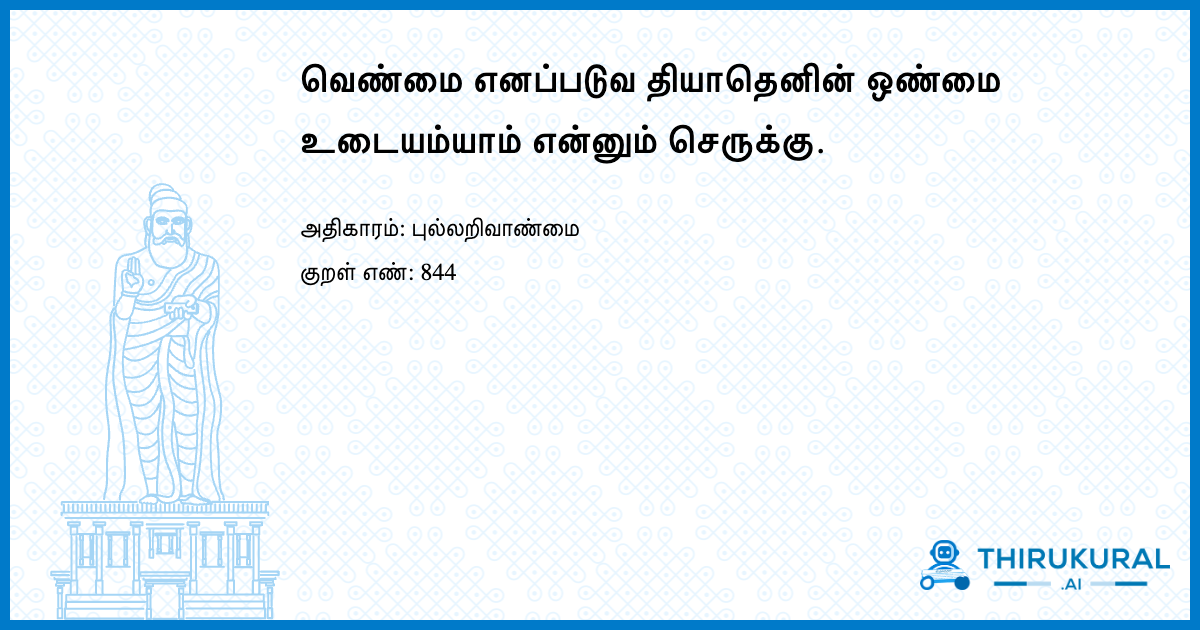 வெண்மை எனப்படுவ தியாதெனின் ஒண்மை
உடையம்யாம் என்னும் செருக்கு.
அதிகாரம்: புல்லறிவாண்மை
குறள் எண்: 844
THIRUKURAL
.AI